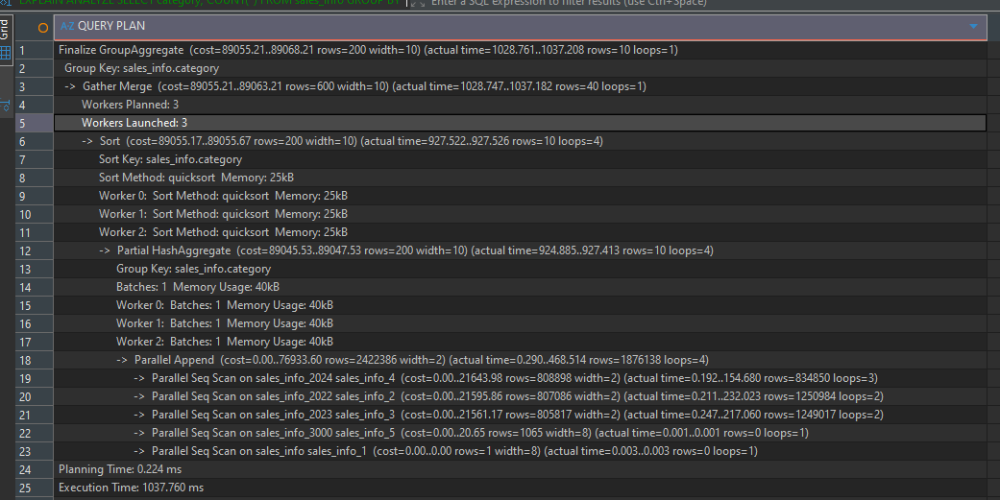 EXPLAIN ANALYZE SELECT category, COUNT(*) FROM sales_info GROUP BY
Enter a SQL expression to filter results (use Ctrl+Space)
Grid
A-Z QUERY PLAN
1 Finalize GroupAggregate (cost=89055.21..89068.21 rows=200 width=10) (actual time=1028.761..1037.208 rows=10 loops=1)
2 Group Key: sales_info.category
3 -> Gather Merge (cost=89055.21..89063.21 rows=600 width=10) (actual time=1028.747..1037.182 rows=40 loops=1)
4 Workers Planned: 3
5 Workers Launched: 3
6 -> Sort (cost=89055.17..89055.67 rows=200 width=10) (actual time=927.522..927.526 rows=10 loops=4)
7 Sort Key: sales_info.category
8 Sort Method: quicksort Memory: 25kB
9 Worker 0: Sort Method: quicksort Memory: 25kB
10 Worker 1: Sort Method: quicksort Memory: 25kB
11 Worker 2: Sort Method: quicksort Memory: 25kB
12 -> Partial HashAggregate (cost=89045.53..89047.53 rows=200 width=10) (actual time=924.885..927.413 rows=10 loops=4)
13 Group Key: sales_info.category
14 Batches: 1 Memory Usage: 40kB
15 Worker 0: Batches: 1 Memory Usage: 40kB
16 Worker 1: Batches: 1 Memory Usage: 40kB
17 Worker 2: Batches: 1 Memory Usage: 40kB
18 -> Parallel Append (cost=0.00..76933.60 rows=2422386 width=2) (actual time=0.290..468.514 rows=1876138 loops=4)
19 -> Parallel Seq Scan on sales_info_2024 sales_info_4 (cost=0.00..21643.98 rows=808898 width=2) (actual time=0.192..154.680 rows=834850 loops=3)
20 -> Parallel Seq Scan on sales_info_2022 sales_info_2 (cost=0.00..21595.86 rows=807086 width=2) (actual time=0.211..232.023 rows=1250984 loops=2)
21 -> Parallel Seq Scan on sales_info_2023 sales_info_3 (cost=0.00..21561.17 rows=805817 width=2) (actual time=0.247..217.060 rows=1249017 loops=2)
22 -> Parallel Seq Scan on sales_info_3000 sales_info_5 (cost=0.00..20.65 rows=1065 width=8) (actual time=0.001..0.001 rows=0 loops=1)
23 -> Parallel Seq Scan on sales_info sales_info_1 (cost=0.00..0.00 rows=1 width=8) (actual time=0.003..0.003 rows=0 loops=1)
24 Planning Time: 0.224 ms
25 Execution Time: 1037.760 ms